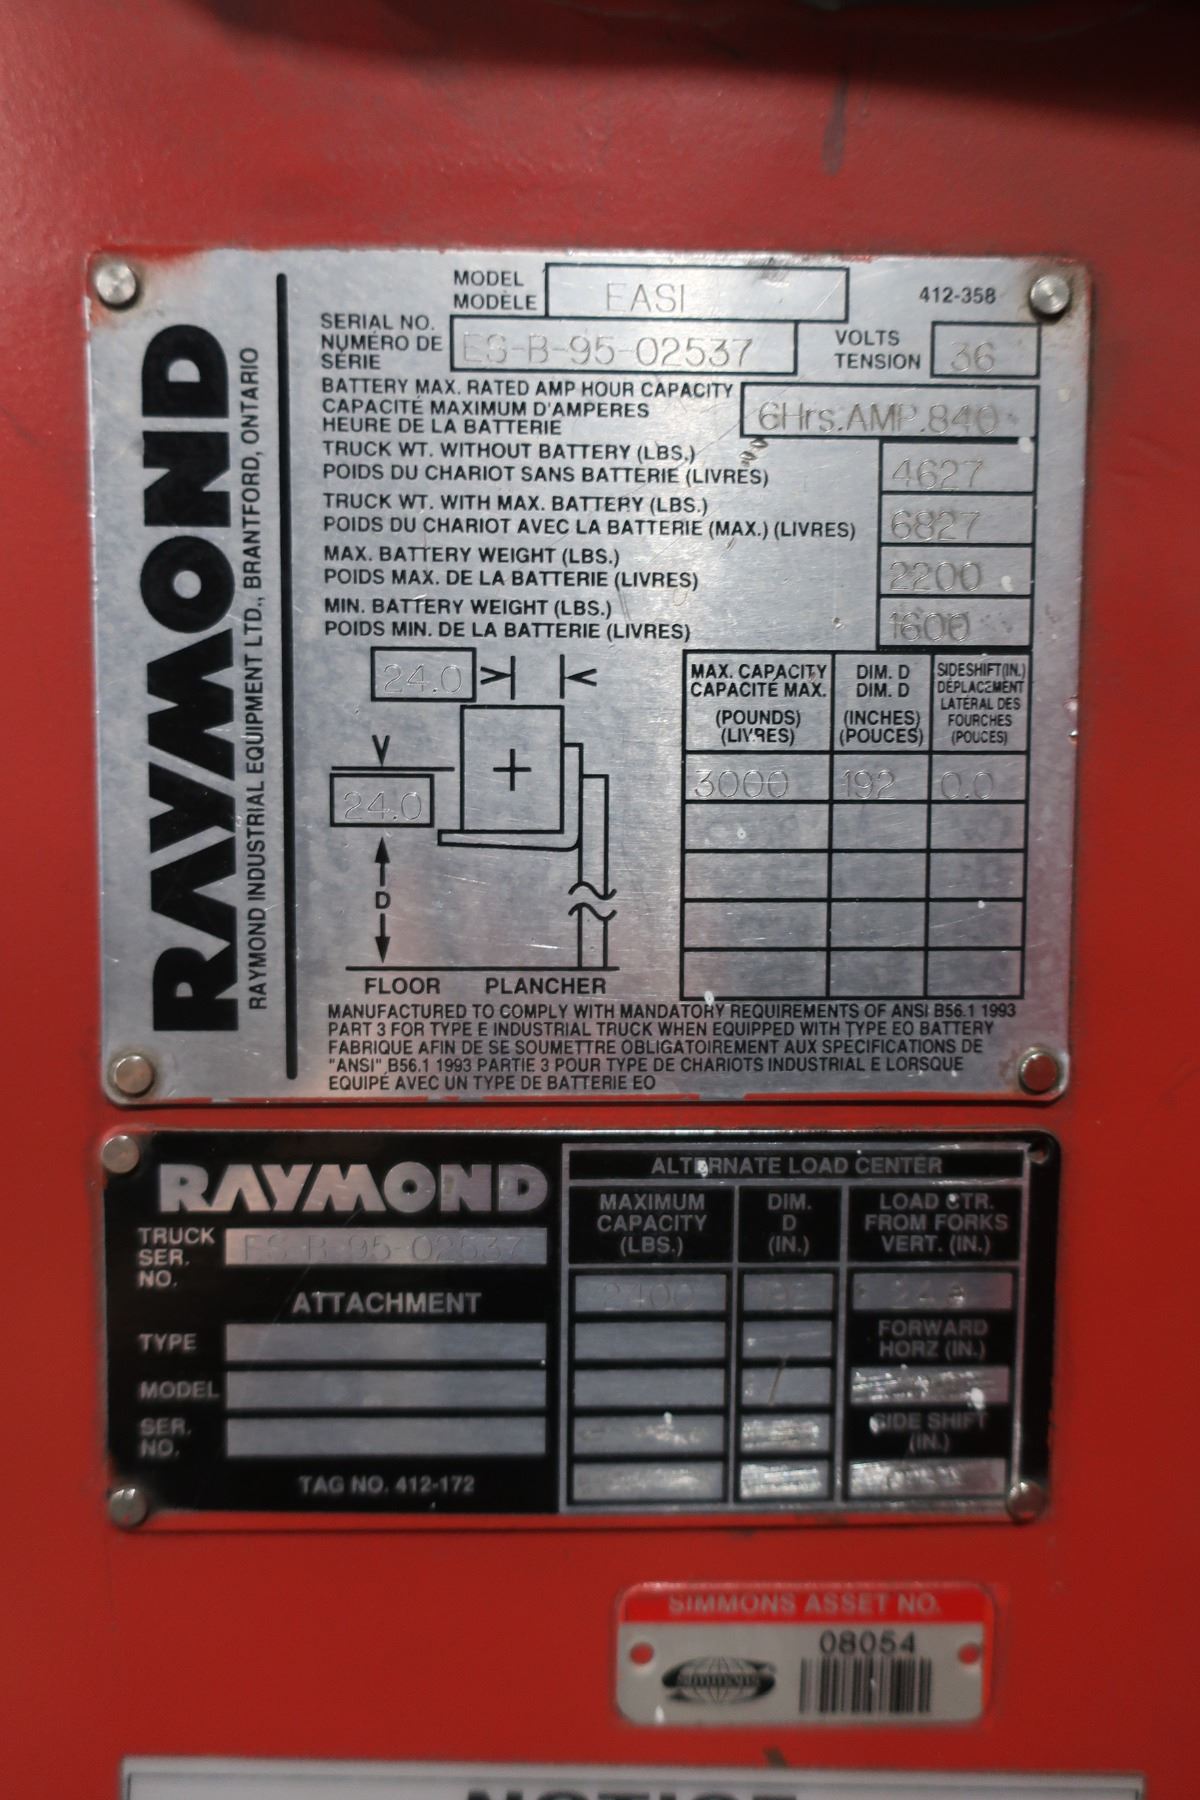 RAYMOND
RAYMOND INDUSTRIAL EQUIPMENT LTD., BRANTFORD, ONTARIO
MODEL
MODÈLE
EASI
412-358
SERIAL NO.
NUMÉRO DE
SÉRIE
ES-B-95-02537
VOLTS
TENSION
36
BATTERY MAX. RATED AMP HOUR CAPACITY
CAPACITÉ MAXIMUM D'AMPERES
HEURE DE LA BATTERIE
6Hrs.AMP.840
TRUCK WT. WITHOUT BATTERY (LBS.)
POIDS DU CHARIOT SANS BATTERIE (LIVRES)
4627
TRUCK WT. WITH MAX. BATTERY (LBS.)
POIDS DU CHARIOT AVEC LA BATTERIE (MAX.) (LIVRES)
6827
MAX. BATTERY WEIGHT (LBS.)
POIDS MAX. DE LA BATTERIE (LIVRES)
2200
MIN. BATTERY WEIGHT (LBS.)
POIDS MIN. DE LA BATTERIE (LIVRES)
1600
24.0
24.0
D
FLOOR PLANCHER
MAX. CAPACITY
CAPACITÉ MAX.
(POUNDS)
(LIVRES)
DIM. D
DIM. D
(INCHES)
(POUCES)
SIDESHIFT(IN.)
DÉPLACEMENT
LATÉRAL DES
FOURCHES
(POUCES)
3000 192 0.0
MANUFACTURED TO COMPLY WITH MANDATORY REQUIREMENTS OF ANSI B56.1 1993
PART 3 FOR TYPE E INDUSTRIAL TRUCK WHEN EQUIPPED WITH TYPE EO BATTERY
FABRIQUE AFIN DE SE SOUMETTRE OBLIGATOIREMENT AUX SPECIFICATIONS DE
"ANSI" B56.1 1993 PARTIE 3 POUR TYPE DE CHARIOTS INDUSTRIAL E LORSQUE
EQUIPÉ AVEC UN TYPE DE BATTERIE EO
RAYMOND
TRUCK
SER.
NO.
ES-B-95-02537
ATTACHMENT
TYPE
MODEL
SER.
NO.
TAG NO. 412-172
ALTERNATE LOAD CENTER
MAXIMUM
CAPACITY
(LBS.)
DIM.
D
(IN.)
LOAD CTR.
FROM FORKS
VERT. (IN.)
192
FORWARD
HORZ (IN.)
SIDE SHIFT
(IN.)
SIMMONS ASSET NO.
08054
Simmons
NOTICE